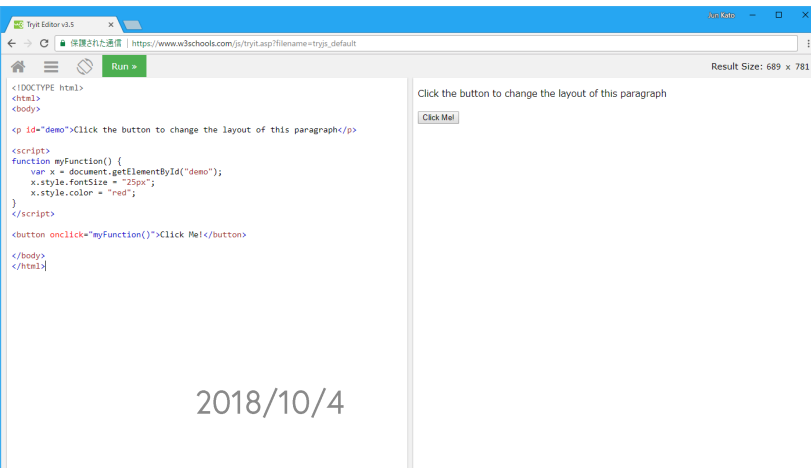 Tryit Editor v3.5
Jun Kato
保護された通信 | https://www.w3schools.com/js/tryit.asp?filename=tryjs_default
Run »
Result Size: 689 x 781
<!DOCTYPE html>
<html>
<body>
<p id="demo">Click the button to change the layout of this paragraph</p>
<script>
function myFunction() {
    var x = document.getElementById("demo");
    x.style.fontSize = "25px";
    x.style.color = "red";
}
</script>
<button onclick="myFunction()">Click Me!</button>
</body>
</html>
Click the button to change the layout of this paragraph
Click Me!
2018/10/4